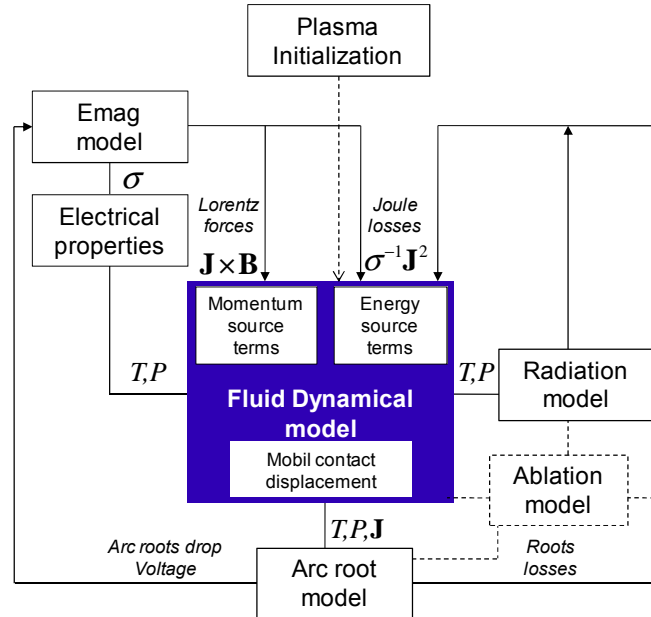 Plasma
Initialization
Emag
model
σ
Electrical
properties
Lorentz
forces
J × B
Joule
losses
σ⁻¹J²
Momentum
source
terms
Energy
source
terms
T,P
Fluid Dynamical
model
T,P
Radiation
model
Mobil contact
displacement
Ablation
model
T,P,J
Arc roots drop
Voltage
Arc root
model
Roots
losses